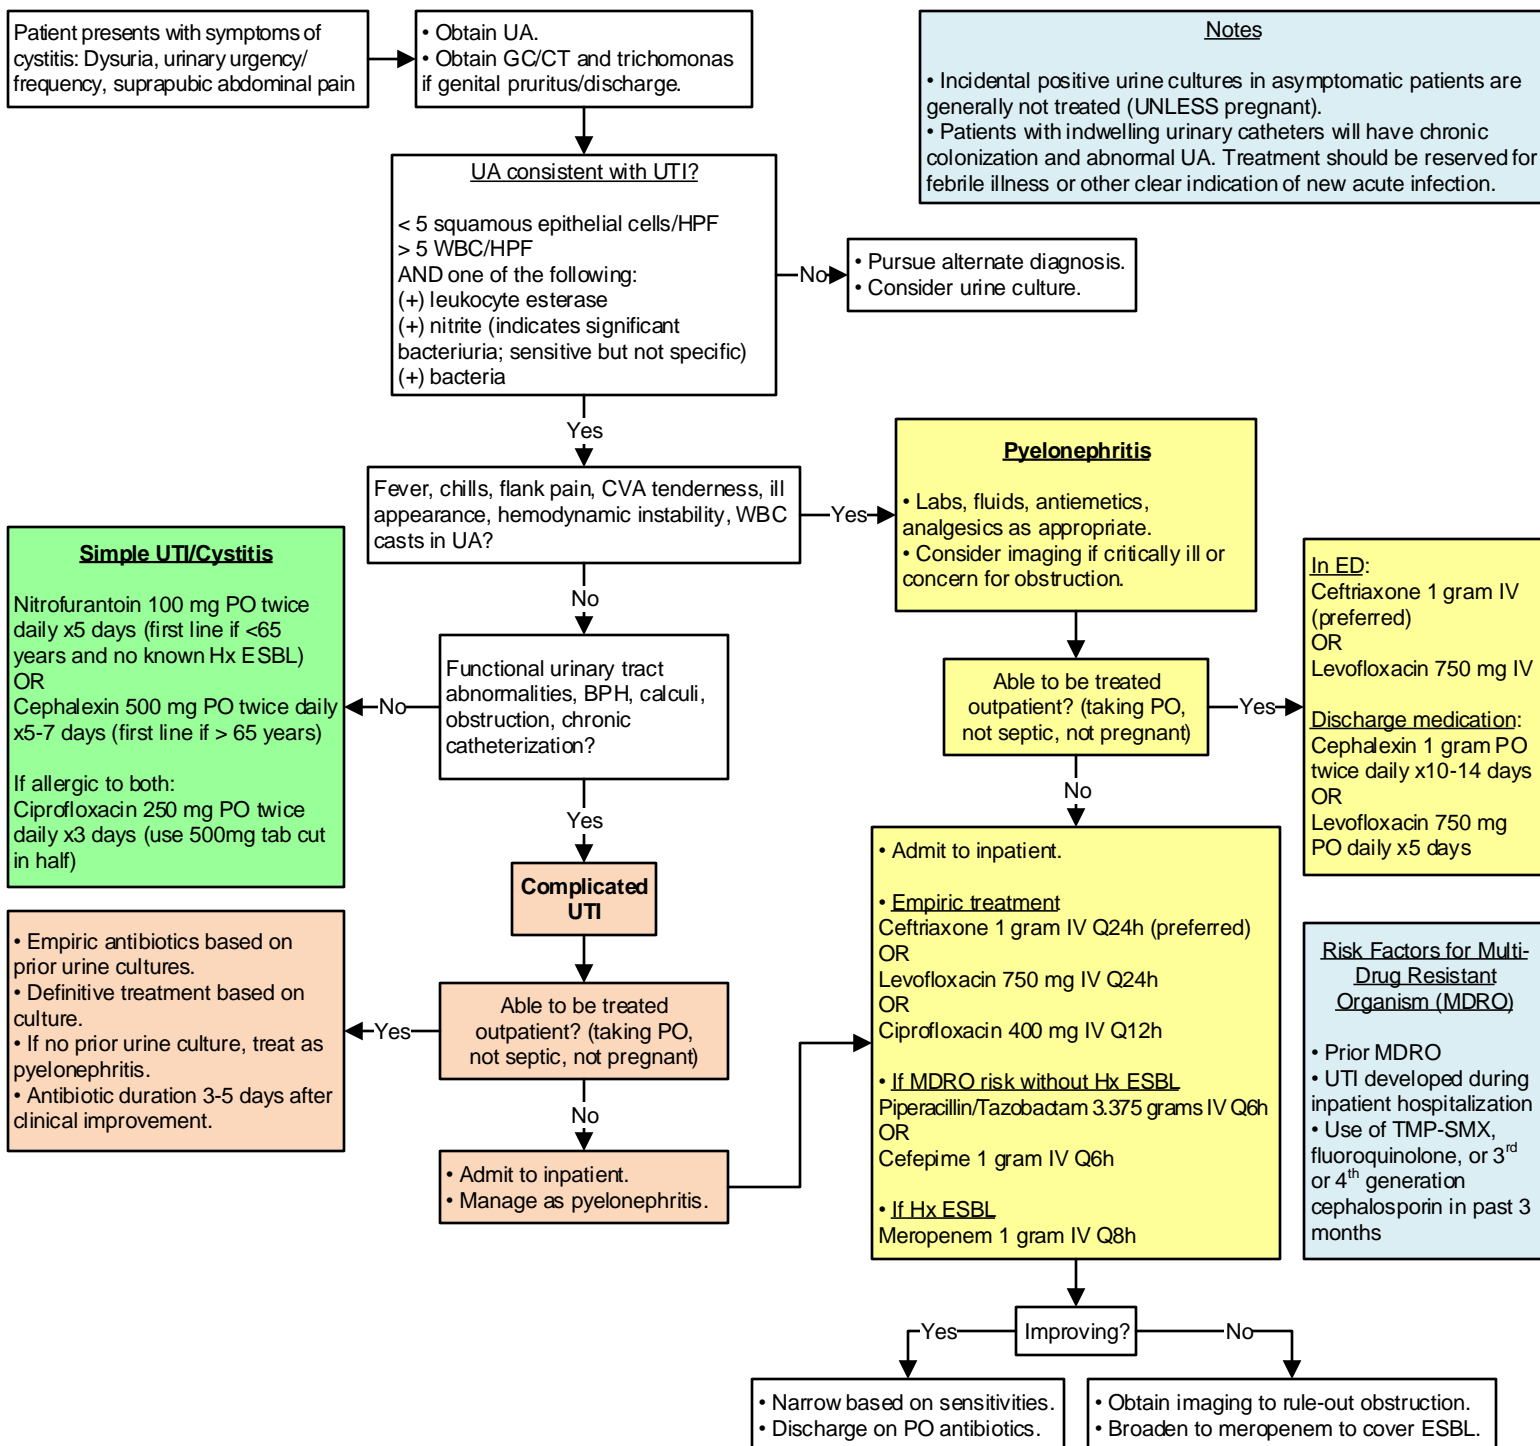 Patient presents with symptoms of
cystitis: Dysuria, urinary urgency/
frequency, suprapubic abdominal pain
• Obtain UA.
• Obtain GC/CT and trichomonas
if genital pruritus/discharge.
Notes
• Incidental positive urine cultures in asymptomatic patients are
generally not treated (UNLESS pregnant).
• Patients with indwelling urinary catheters will have chronic
colonization and abnormal UA. Treatment should be reserved for
febrile illness or other clear indication of new acute infection.
UA consistent with UTI?
< 5 squamous epithelial cells/HPF
> 5 WBC/HPF
AND one of the following:
(+) leukocyte esterase
(+) nitrite (indicates significant
bacteriuria; sensitive but not specific)
(+) bacteria
No
• Pursue alternate diagnosis.
• Consider urine culture.
Yes
Fever, chills, flank pain, CVA tenderness, ill
appearance, hemodynamic instability, WBC
casts in UA?
Yes
Pyelonephritis
• Labs, fluids, antiemetics,
analgesics as appropriate.
• Consider imaging if critically ill or
concern for obstruction.
No
Simple UTI/Cystitis
Nitrofurantoin 100 mg PO twice
daily x5 days (first line if <65
years and no known Hx ESBL)
OR
Cephalexin 500 mg PO twice daily
x5-7 days (first line if > 65 years)
If allergic to both:
Ciprofloxacin 250 mg PO twice
daily x3 days (use 500mg tab cut
in half)
No
Functional urinary tract
abnormalities, BPH, calculi,
obstruction, chronic
catheterization?
Able to be treated
outpatient? (taking PO,
not septic, not pregnant)
Yes
In ED:
Ceftriaxone 1 gram IV
(preferred)
OR
Levofloxacin 750 mg IV
Discharge medication:
Cephalexin 1 gram PO
twice daily x10-14 days
OR
Levofloxacin 750 mg
PO daily x5 days
Yes
No
Complicated
UTI
• Empiric antibiotics based on
prior urine cultures.
• Definitive treatment based on
culture.
• If no prior urine culture, treat as
pyelonephritis.
• Antibiotic duration 3-5 days after
clinical improvement.
Yes
Able to be treated
outpatient? (taking PO,
not septic, not pregnant)
No
• Admit to inpatient.
• Manage as pyelonephritis.
• Admit to inpatient.
• Empiric treatment
Ceftriaxone 1 gram IV Q24h (preferred)
OR
Levofloxacin 750 mg IV Q24h
OR
Ciprofloxacin 400 mg IV Q12h
• If MDRO risk without Hx ESBL
Piperacillin/Tazobactam 3.375 grams IV Q6h
OR
Cefepime 1 gram IV Q6h
• If Hx ESBL
Meropenem 1 gram IV Q8h
Risk Factors for Multi-
Drug Resistant
Organism (MDRO)
• Prior MDRO
• UTI developed during
inpatient hospitalization
• Use of TMP-SMX,
fluoroquinolone, or 3rd
or 4th generation
cephalosporin in past 3
months
Yes
Improving?
No
• Narrow based on sensitivities.
• Discharge on PO antibiotics.
• Obtain imaging to rule-out obstruction.
• Broaden to meropenem to cover ESBL.